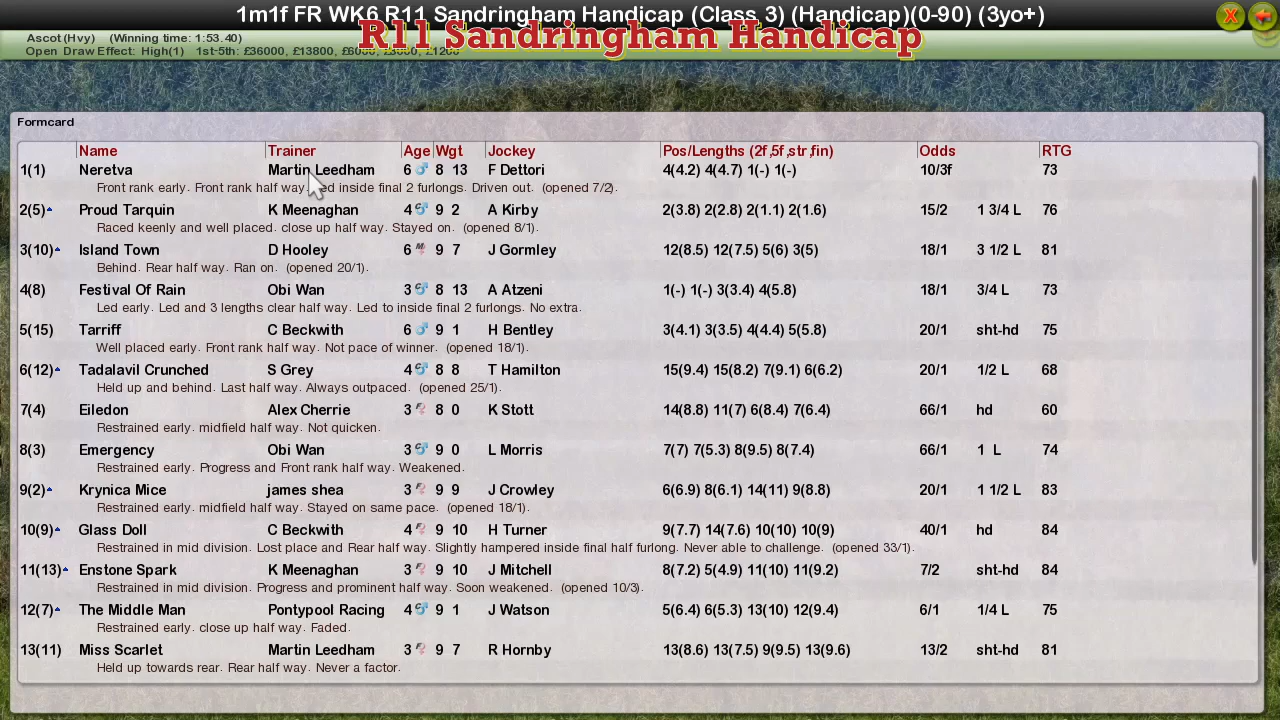 1m1f FR WK6 R11 Sandringham Handicap (Class 3) (Handicap)(0-90) (3yo+)
R11 Sandringham Handicap
Ascot(Hvy) (Winning time: 1:53.40)
Open Draw Effect: High(1) 1st-5th: £36000, £13800, £6000, £3000, £1200
Formcard
Name Trainer Age Wgt Jockey Pos/Lengths (2f,5f,str,fin) Odds RTG
1(1) Neretva Martin Leedham 6 8 13 F Dettori 4(4.2) 4(4.7) 1(-) 1(-) 10/3f 73
Front rank early. Front rank half way. Led inside final 2 furlongs. Driven out. (opened 7/2).
2(5) Proud Tarquin K Meenaghan 4 9 2 A Kirby 2(3.8) 2(2.8) 2(1.1) 2(1.6) 15/2 1 3/4 L 76
Raced keenly and well placed. close up half way. Stayed on. (opened 8/1).
3(10) Island Town D Hooley 6 9 7 J Gormley 12(8.5) 12(7.5) 5(6) 3(5) 18/1 3 1/2 L 81
Behind. Rear half way. Ran on. (opened 20/1).
4(8) Festival Of Rain Obi Wan 3 8 13 A Atzeni 1(-) 1(-) 3(3.4) 4(5.8) 18/1 3/4 L 73
Led early. Led and 3 lengths clear half way. Led to inside final 2 furlongs. No extra.
5(15) Tarriff C Beckwith 6 9 1 H Bentley 3(4.1) 3(3.5) 4(4.4) 5(5.8) 20/1 sht-hd 75
Well placed early. Front rank half way. Not pace of winner. (opened 18/1).
6(12) Tadalavil Crunched S Grey 4 8 8 T Hamilton 15(9.4) 15(8.2) 7(9.1) 6(6.2) 20/1 1/2 L 68
Held up and behind. Last half way. Always outpaced. (opened 25/1).
7(4) Eiledon Alex Cherrie 3 8 0 K Stott 14(8.8) 11(7) 6(8.4) 7(6.4) 66/1 hd 60
Restrained early. midfield half way. Not quicken.
8(3) Emergency Obi Wan 3 9 0 L Morris 7(7) 7(5.3) 8(9.5) 8(7.4) 66/1 1 L 74
Restrained early. Progress and Front rank half way. Weakened.
9(2) Krynica Mice james shea 3 9 9 J Crowley 6(6.9) 8(6.1) 14(11) 9(8.8) 20/1 1 1/2 L 83
Restrained early. midfield half way. Stayed on same pace. (opened 18/1).
10(9) Glass Doll C Beckwith 4 9 10 H Turner 9(7.7) 14(7.6) 10(10) 10(9) 40/1 hd 84
Restrained in mid division. Lost place and Rear half way. Slightly hampered inside final half furlong. Never able to challenge. (opened 33/1).
11(13) Enstone Spark K Meenaghan 3 9 10 J Mitchell 8(7.2) 5(4.9) 11(10) 11(9.2) 7/2 sht-hd 84
Restrained in mid division. Progress and prominent half way. Soon weakened. (opened 10/3).
12(7) The Middle Man Pontypool Racing 4 9 1 J Watson 5(6.4) 6(5.3) 13(10) 12(9.4) 6/1 1/4 L 75
Restrained early. close up half way. Faded.
13(11) Miss Scarlet Martin Leedham 3 9 7 R Hornby 13(8.6) 13(7.5) 9(9.5) 13(9.6) 13/2 sht-hd 81
Held up towards rear. Rear half way. Never a factor.